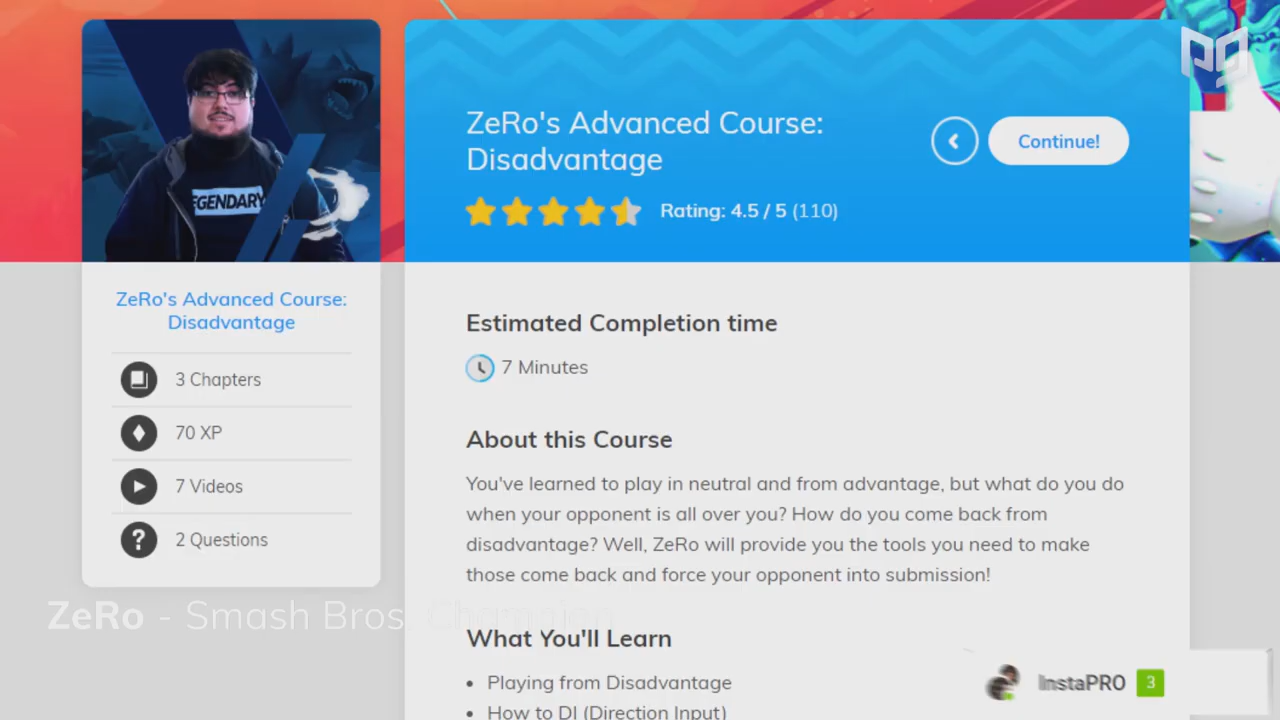 PG
EGENDARY
ZeRo's Advanced Course:
Disadvantage
Continue!
Rating: 4.5 / 5 (110)
ZeRo's Advanced Course:
Disadvantage
3 Chapters
70 XP
7 Videos
2 Questions
Estimated Completion time
7 Minutes
About this Course
You've learned to play in neutral and from advantage, but what do you do
when your opponent is all over you? How do you come back from
disadvantage? Well, ZeRo will provide you the tools you need to make
those come back and force your opponent into submission!
ZeRo - Smash Bros. Champion
What You'll Learn
• Playing from Disadvantage
• How to DI (Direction Input)
InstaPRO 3